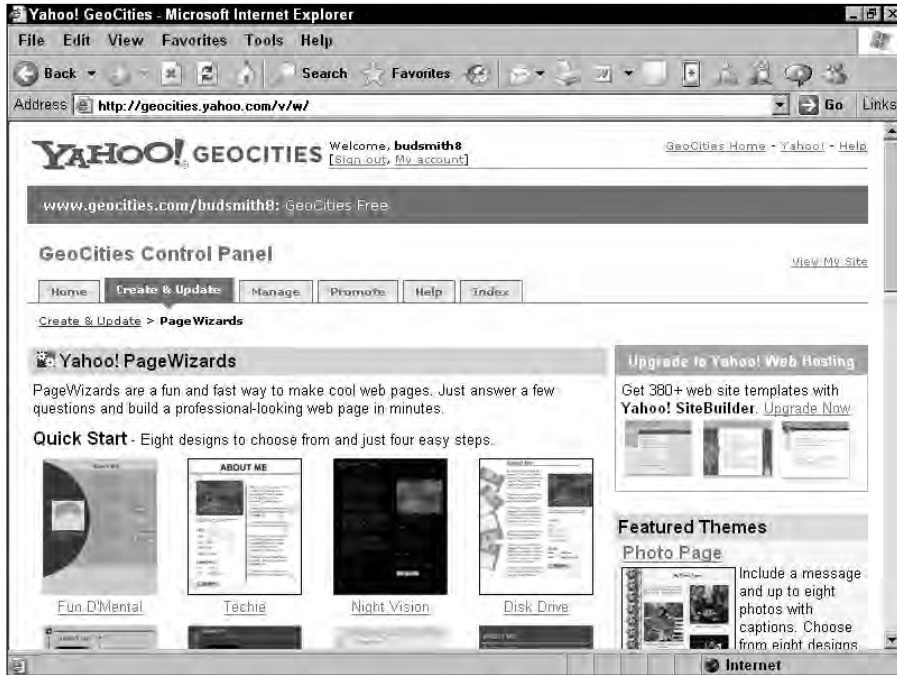 Yahoo! GeoCities - Microsoft Internet Explorer
File Edit View Favorites Tools Help
Back Search Favorites
Address http://geocities.yahoo.com/v/w/ Go Links
YAHOO! GEOCITIES Welcome, budsmith8 GeoCities Home - Yahoo! - Help
[Sign out, My account]
www.geocities.com/budsmith8: GeoCities Free
GeoCities Control Panel
View My Site
Home Create & Update Manage Promote Help Index
Create & Update > PageWizards
Yahoo! PageWizards
PageWizards are a fun and fast way to make cool web pages. Just answer a few
questions and build a professional-looking web page in minutes.
Quick Start - Eight designs to choose from and just four easy steps.
ABOUT ME
Fun D'Mental Techie Night Vision Disk Drive
Upgrade to Yahoo! Web Hosting
Get 380+ web site templates with
Yahoo! SiteBuilder. Upgrade Now
Featured Themes
Photo Page
Include a message
and up to eight
photos with
captions. Choose
from eight designs
Internet